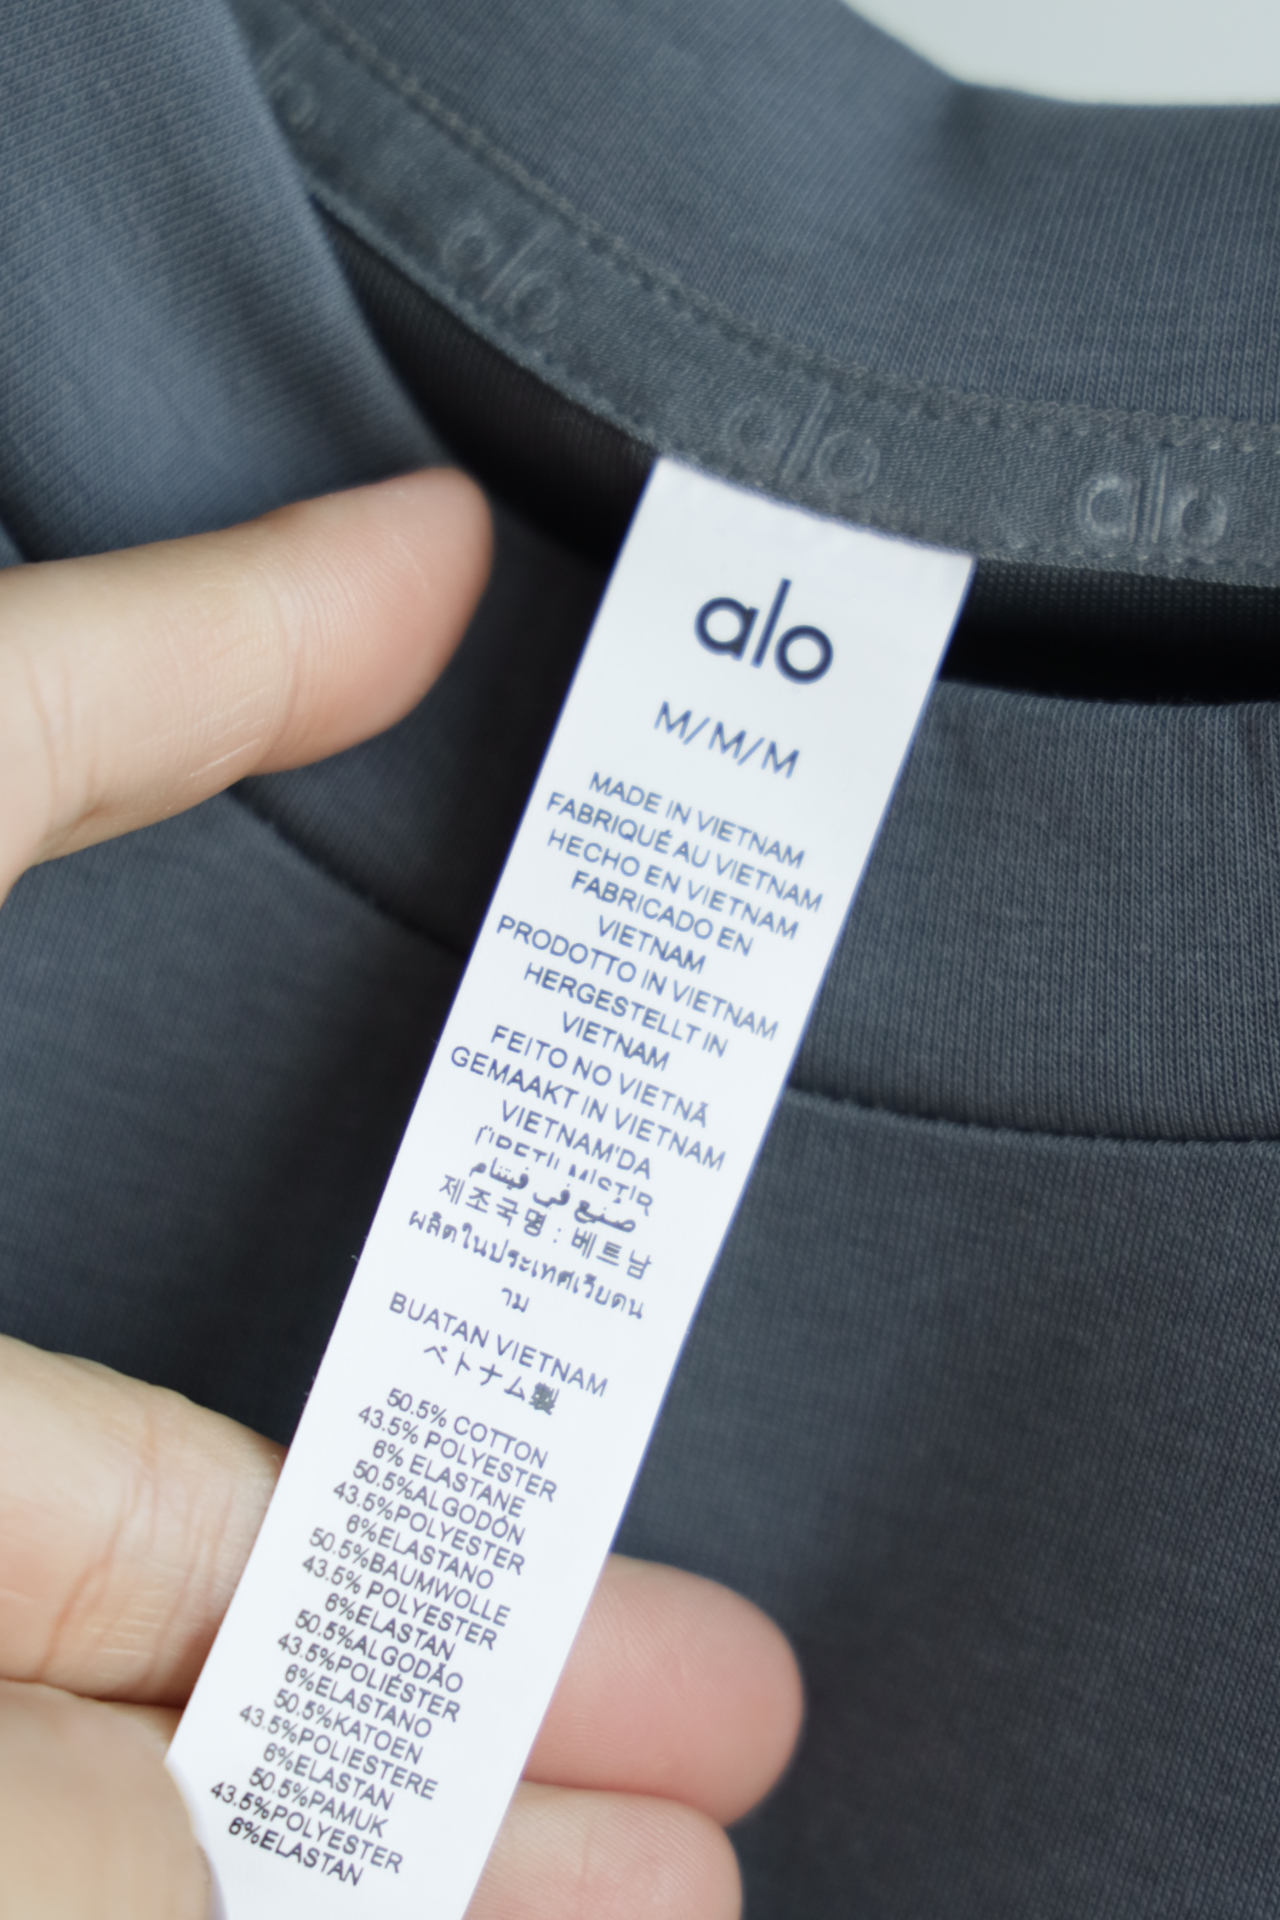 alo
alo
alo
alo
M/M/M
MADE IN VIETNAM
FABRIQUÉ AU VIETNAM
HECHO EN VIETNAM
FABRICADO EN
VIETNAM
PRODOTTO IN VIETNAM
HERGESTELLT IN
VIETNAM
FEITO NO VIETNÃ
GEMAAKT IN VIETNAM
VIETNAM'DA
صُنِع في فيتنام
제조국명 : 베트남
ผลิตในประเทศเวียดน
าม
BUATAN VIETNAM
ベトナム製
50.5% COTTON
43.5% POLYESTER
6% ELASTANE
50.5%ALGODÓN
43.5%POLYESTER
6%ELASTANO
50.5%BAUMWOLLE
43.5% POLYESTER
6%ELASTAN
50.5%ALGODÃO
43.5%POLIÉSTER
6%ELASTANO
50.5%KATOEN
43.5%POLIESTERE
6%ELASTAN
50.5%PAMUK
43.5%POLYESTER
6%ELASTAN